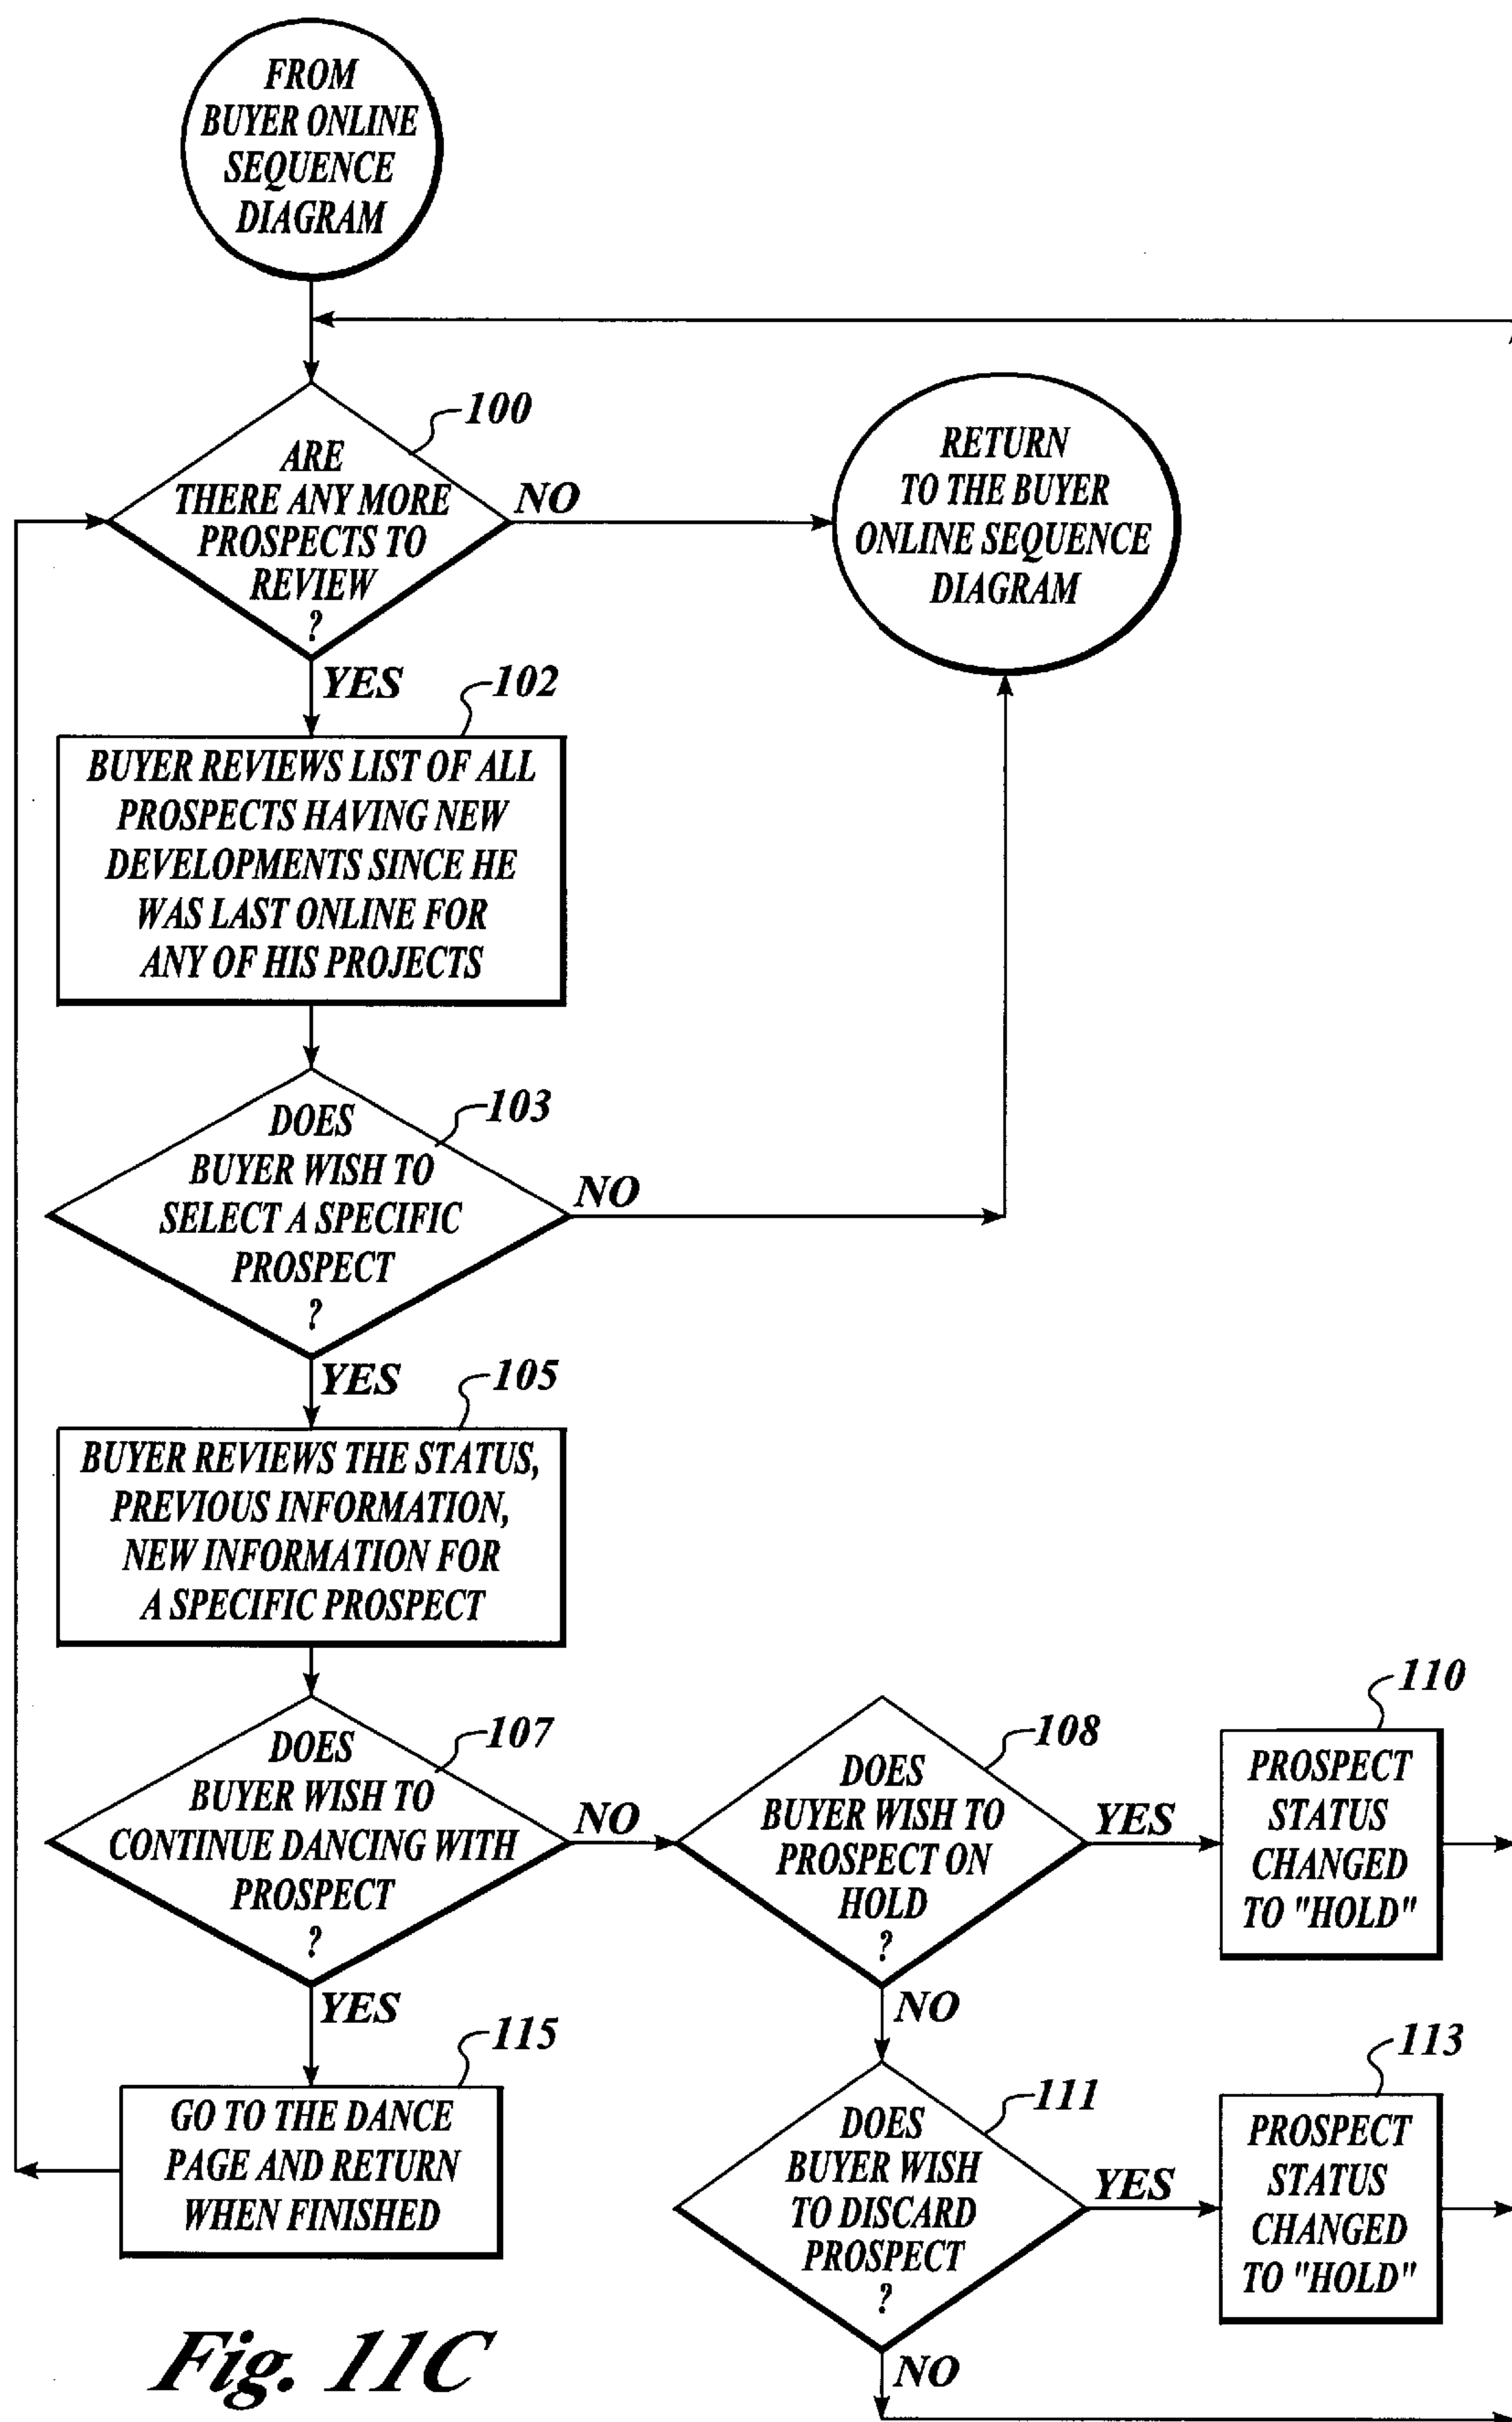 FROM
BUYER ONLINE
SEQUENCE
DIAGRAM
100
ARE
THERE ANY MORE
PROSPECTS TO
REVIEW
?
NO
RETURN
TO THE BUYER
ONLINE SEQUENCE
DIAGRAM
YES
102
BUYER REVIEWS LIST OF ALL
PROSPECTS HAVING NEW
DEVELOPMENTS SINCE HE
WAS LAST ONLINE FOR
ANY OF HIS PROJECTS
103
DOES
BUYER WISH TO
SELECT A SPECIFIC
PROSPECT
?
NO
YES
105
BUYER REVIEWS THE STATUS,
PREVIOUS INFORMATION,
NEW INFORMATION FOR
A SPECIFIC PROSPECT
107
DOES
BUYER WISH TO
CONTINUE DANCING WITH
PROSPECT
?
NO
108
DOES
BUYER WISH TO
PROSPECT ON
HOLD
?
YES
110
PROSPECT
STATUS
CHANGED
TO "HOLD"
YES
NO
115
GO TO THE DANCE
PAGE AND RETURN
WHEN FINISHED
111
DOES
BUYER WISH
TO DISCARD
PROSPECT
?
YES
113
PROSPECT
STATUS
CHANGED
TO "HOLD"
NO
Fig. 11C